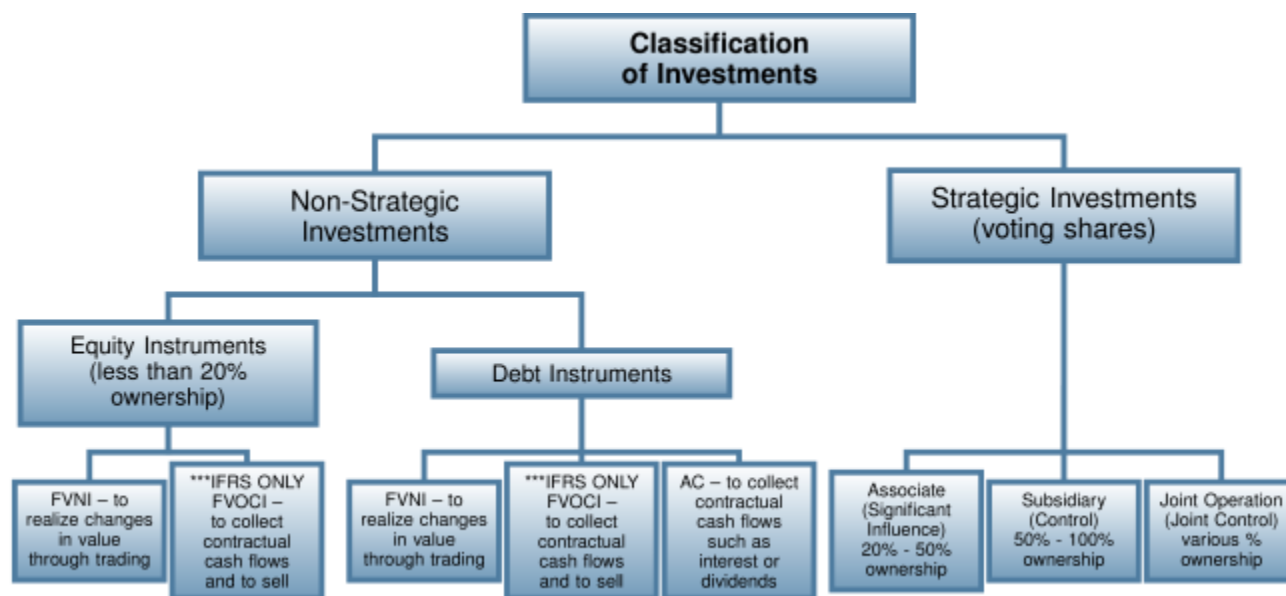 Classification
of Investments
Non-Strategic
Investments
Strategic Investments
(voting shares)
Equity Instruments
(less than 20%
ownership)
Debt Instruments
FVNI – to
realize changes
in value
through trading
***IFRS ONLY
FVOCI –
to collect
contractual
cash flows
and to sell
FVNI – to
realize changes
in value
through trading
***IFRS ONLY
FVOCI –
to collect
contractual
cash flows
and to sell
AC – to collect
contractual
cash flows
such as
interest or
dividends
Associate
(Significant
Influence)
20% - 50%
ownership
Subsidiary
(Control)
50% - 100%
ownership
Joint Operation
(Joint Control)
various %
ownership